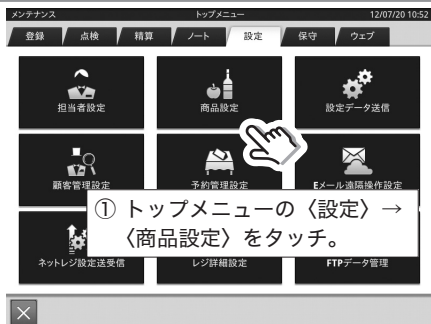 メンテナンス トップメニュー 12/07/20 10:52
登録 点検 精算 ノート 設定 保守 ウェブ
担当者設定 商品設定 設定データ送信
顧客管理設定 予約管理設定 Eメール遠隔操作設定
① トップメニューの〈設定〉→
〈商品設定〉をタッチ。
ネットレジ設定送受信 レジ詳細設定 FTPデータ管理